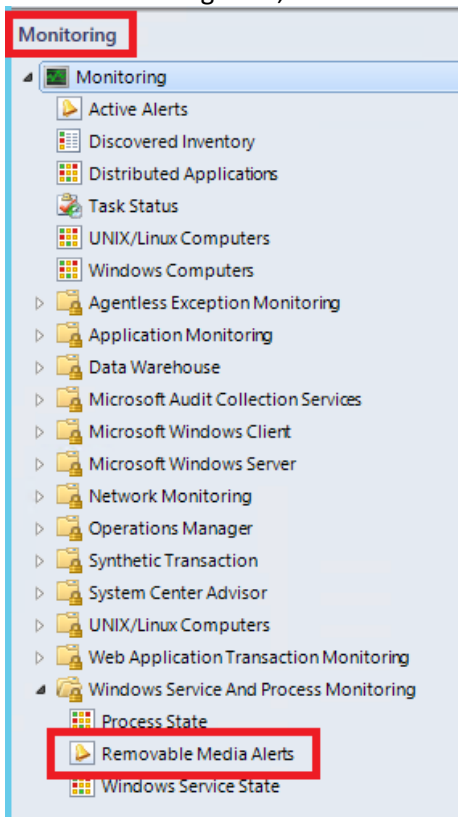 Monitoring
Monitoring
Active Alerts
Discovered Inventory
Distributed Applications
Task Status
UNIX/Linux Computers
Windows Computers
Agentless Exception Monitoring
Application Monitoring
Data Warehouse
Microsoft Audit Collection Services
Microsoft Windows Client
Microsoft Windows Server
Network Monitoring
Operations Manager
Synthetic Transaction
System Center Advisor
UNIX/Linux Computers
Web Application Transaction Monitoring
Windows Service And Process Monitoring
Process State
Removable Media Alerts
Windows Service State